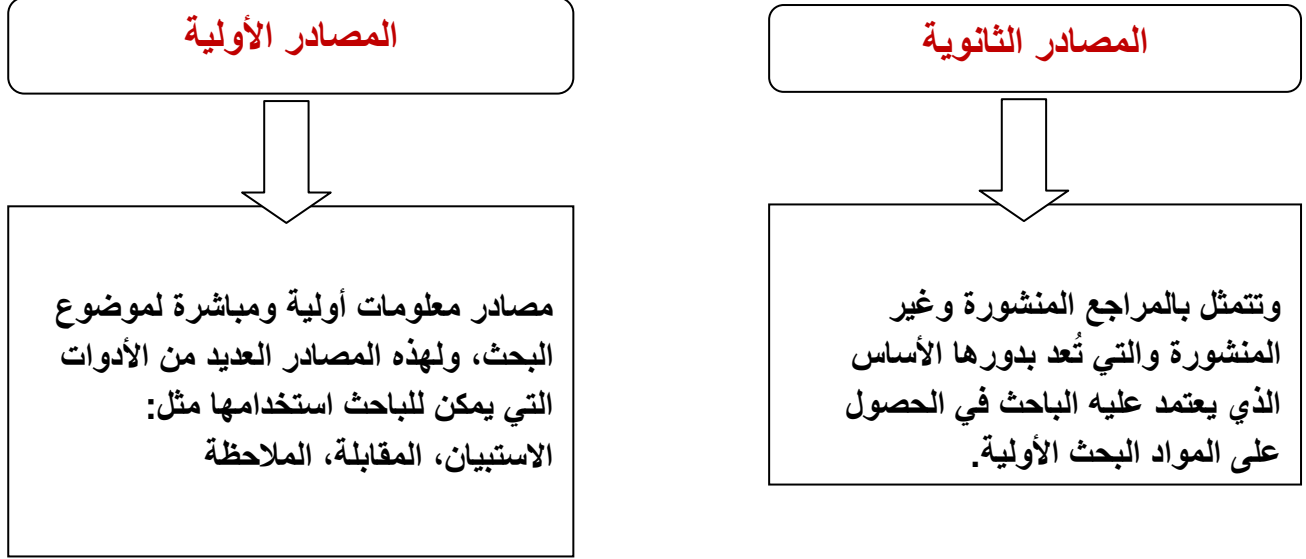 المصادر الثانوية
وتتمثل بالمراجع المنشورة وغير
المنشورة والتي تُعد بدورها الأساس
الذي يعتمد عليه الباحث في الحصول
على المواد البحث الأولية.
المصادر الأولية
مصادر معلومات أولية ومباشرة لموضوع
البحث، ولهذه المصادر العديد من الأدوات
التي يمكن للباحث استخدامها مثل:
الاستبيان، المقابلة، الملاحظة